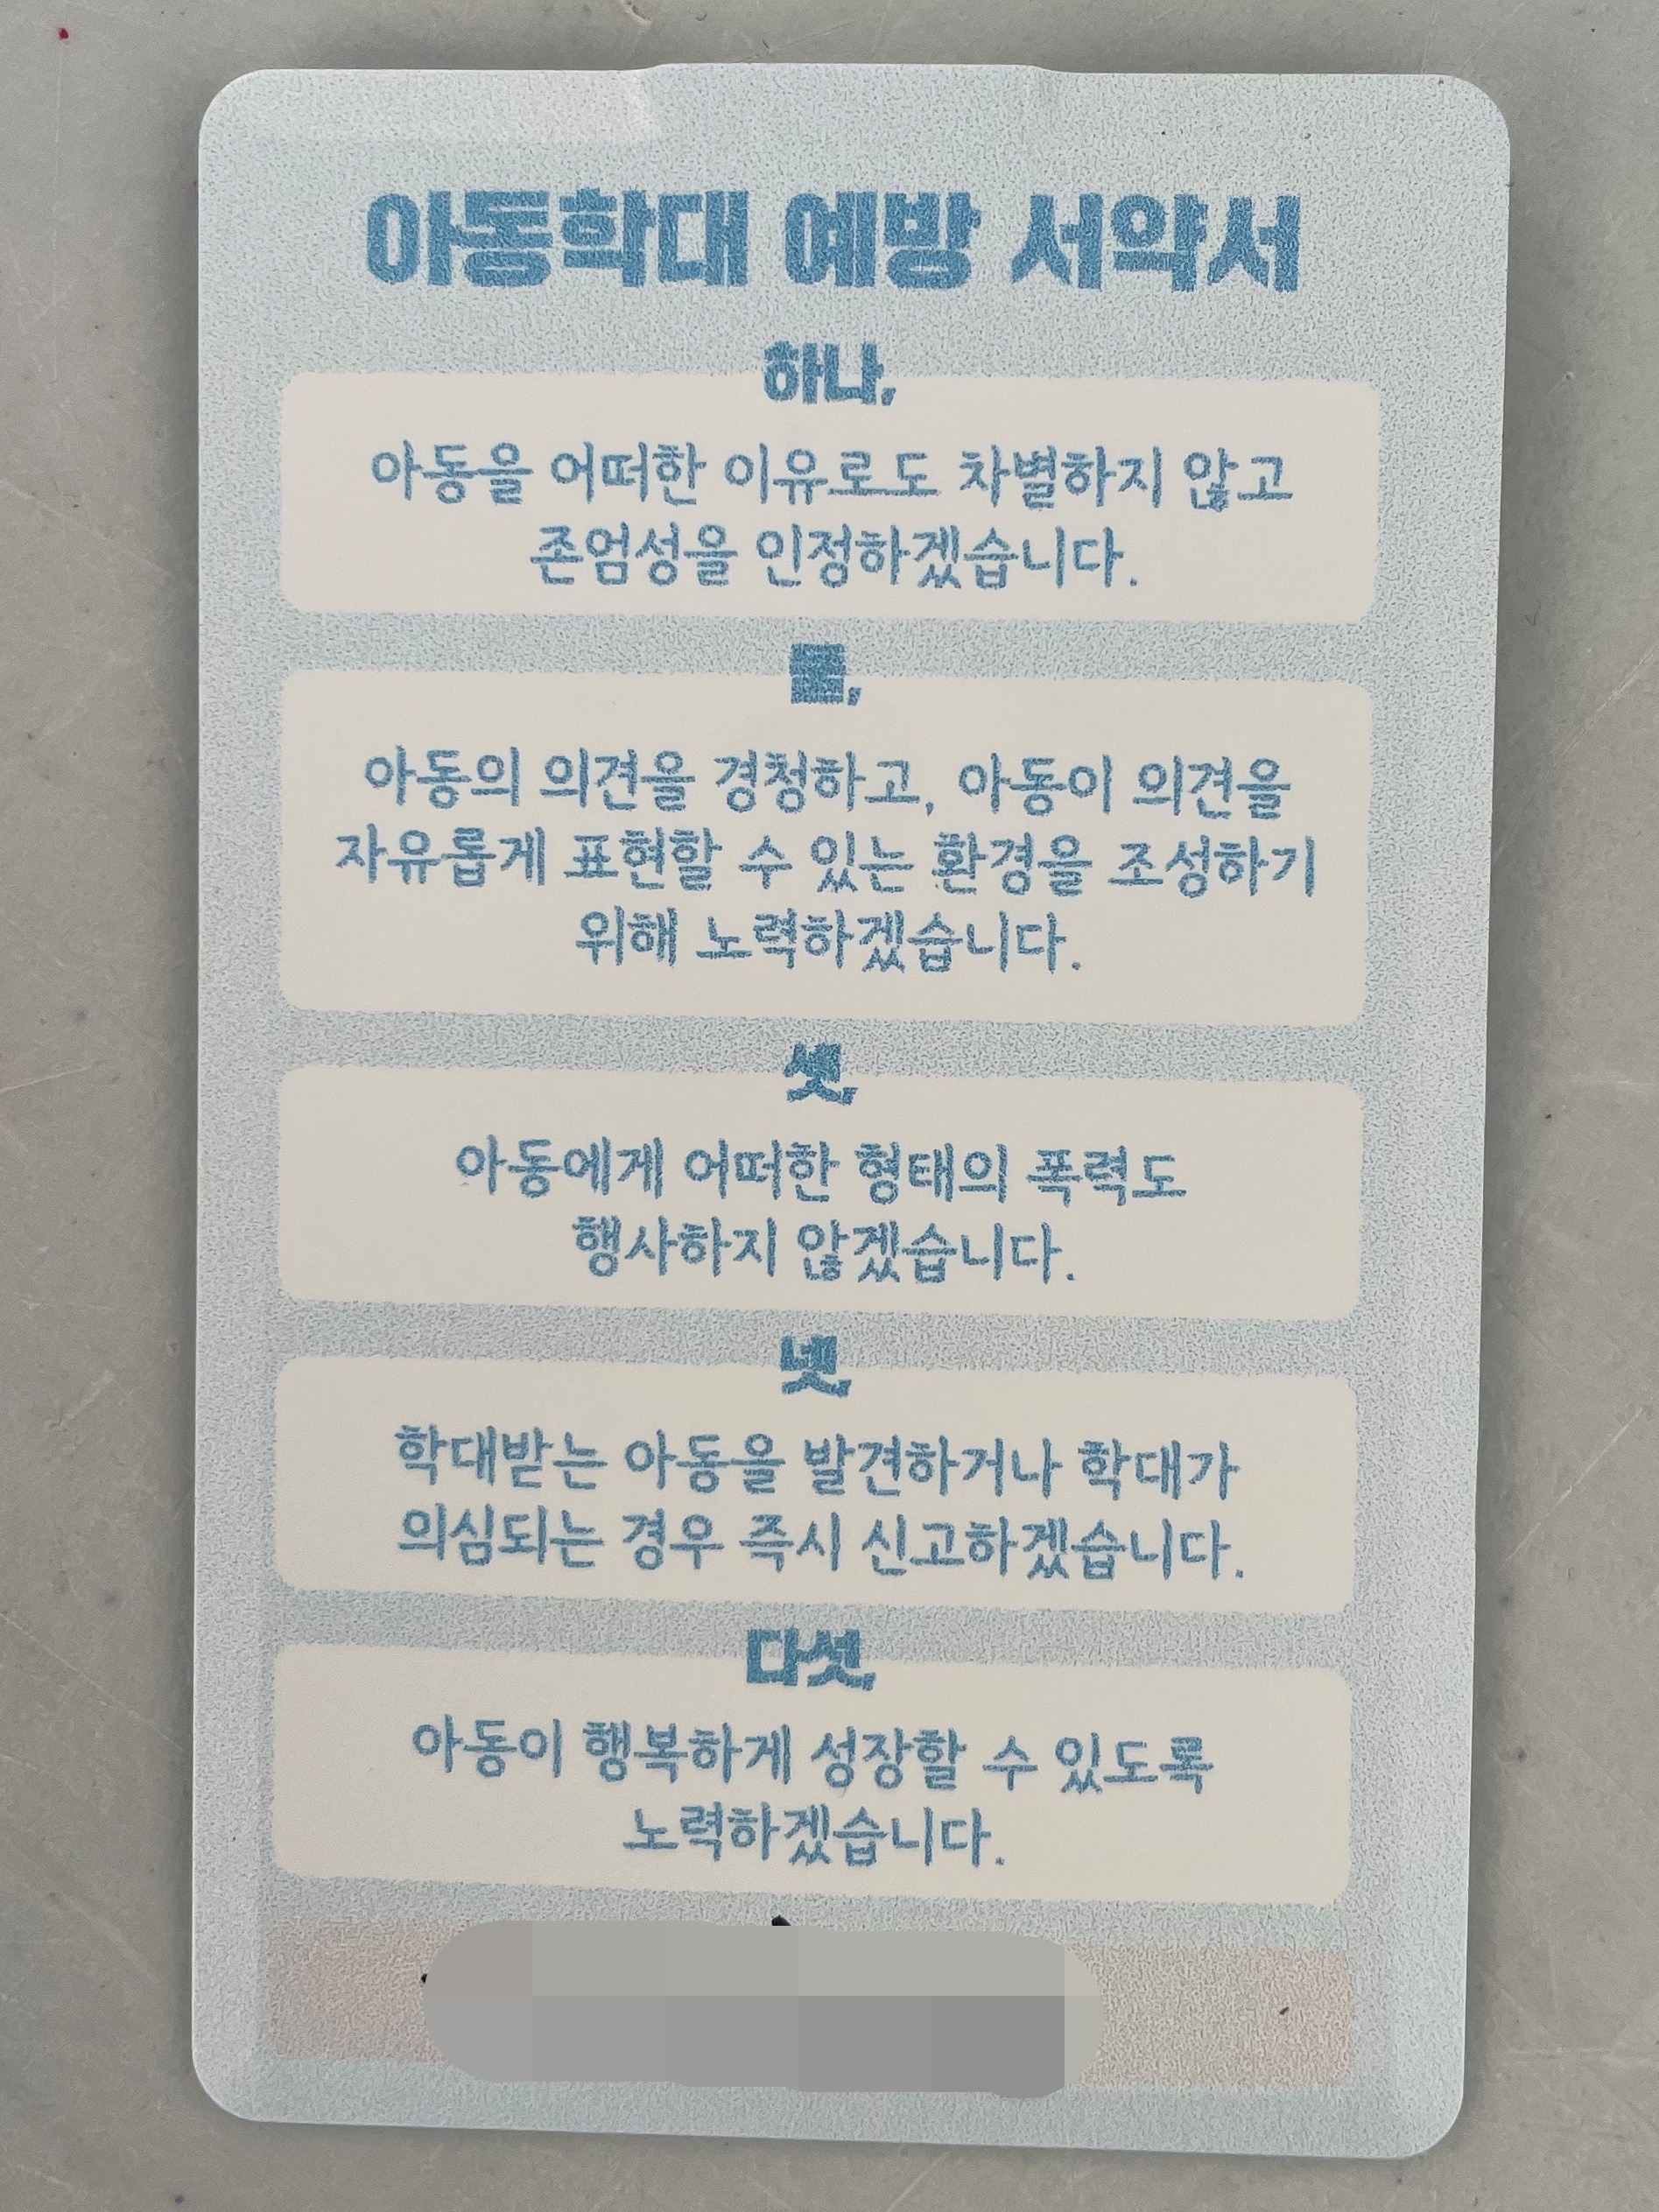 아동학대 예방 서약서
하나,
아동을 어떠한 이유로도 차별하지 않고
존엄성을 인정하겠습니다.
둘,
아동의 의견을 경청하고, 아동이 의견을
자유롭게 표현할 수 있는 환경을 조성하기
위해 노력하겠습니다.
셋,
아동에게 어떠한 형태의 폭력도
행사하지 않겠습니다.
넷,
학대받는 아동을 발견하거나 학대가
의심되는 경우 즉시 신고하겠습니다.
다섯,
아동이 행복하게 성장할 수 있도록
노력하겠습니다.